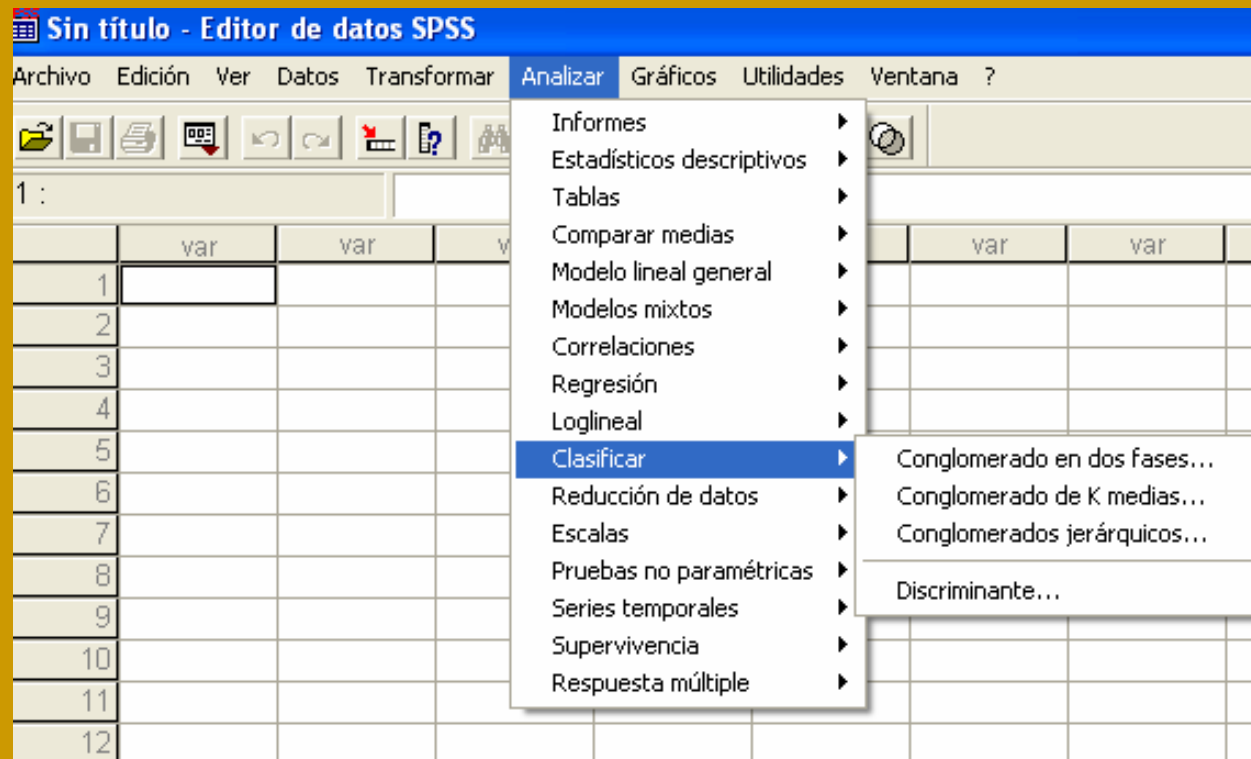 Sin título - Editor de datos SPSS
Archivo Edición Ver Datos Transformar Analizar Gráficos Utilidades Ventana ?
1 :
var var var var
1
2
3
4
5
6
7
8
9
10
11
12
Informes
Estadísticos descriptivos
Tablas
Comparar medias
Modelo lineal general
Modelos mixtos
Correlaciones
Regresión
Loglineal
Clasificar
Reducción de datos
Escalas
Pruebas no paramétricas
Series temporales
Supervivencia
Respuesta múltiple
Conglomerado en dos fases...
Conglomerado de K medias...
Conglomerados jerárquicos...
Discriminante...